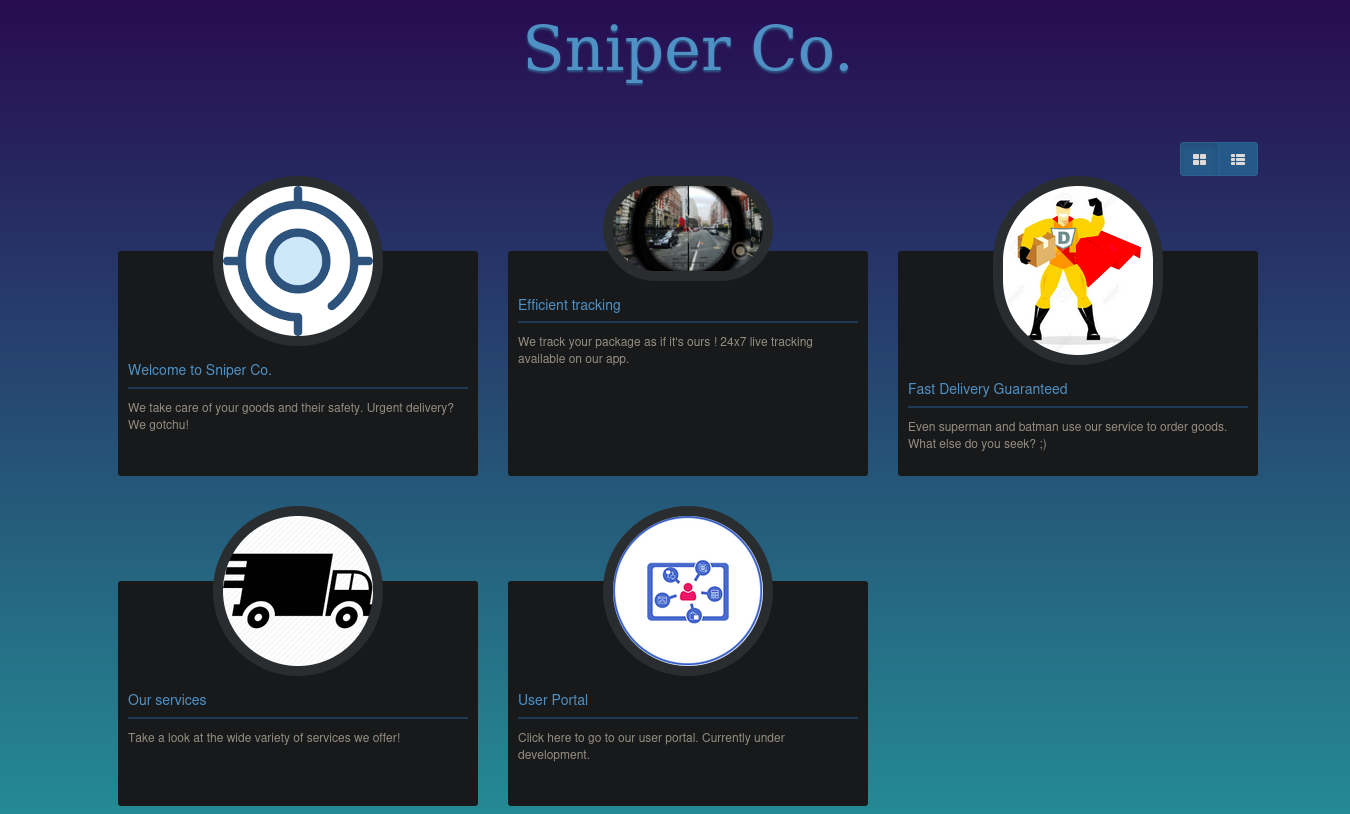 Sniper Co.
Welcome to Sniper Co.
We take care of your goods and their safety. Urgent delivery?
We gotchu!
Efficient tracking
We track your package as if it's ours ! 24x7 live tracking
available on our app.
D
Fast Delivery Guaranteed
Even superman and batman use our service to order goods.
What else do you seek? ;)
Our services
Take a look at the wide variety of services we offer!
User Portal
Click here to go to our user portal. Currently under
development.